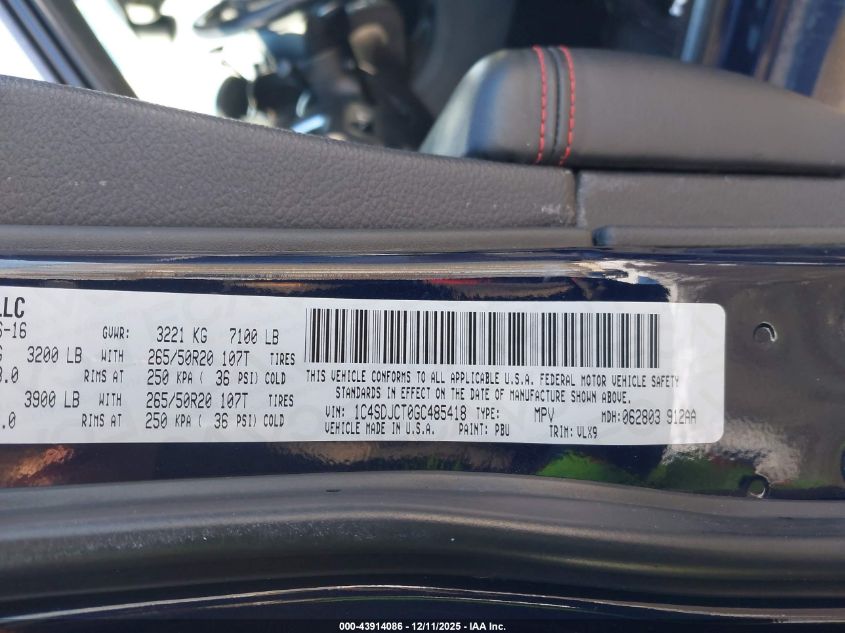 LLC
-16
GVWR: 3221 KG 7100 LB
3200 LB WITH 265/50R20 107T TIRES
.0 RIMS AT 250 KPA ( 36 PSI) COLD
3900 LB WITH 265/50R20 107T TIRES
.0 RIMS AT 250 KPA ( 36 PSI) COLD
THIS VEHICLE CONFORMS TO ALL APPLICABLE U.S.A. FEDERAL MOTOR VEHICLE SAFETY
STANDARDS IN EFFECT ON THE DATE OF MANUFACTURE SHOWN ABOVE.
VIN: 1C4SDJCT0GC485418 TYPE: MPV MDH: 062803 912AA
VEHICLE MADE IN U.S.A. PAINT: PBU TRIM: VLX9
000-43914086 - 12/11/2025 - IAA Inc.